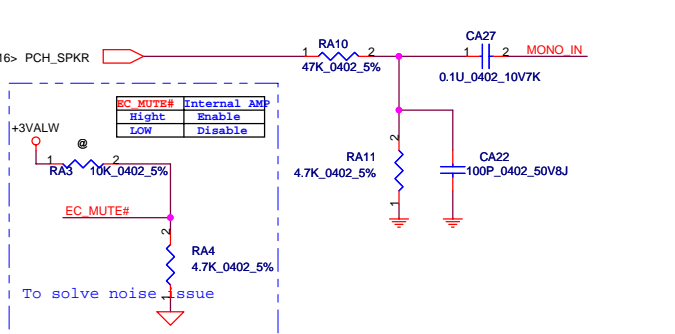 CA27
RA10
16> PCH_SPKR
1 2
1 2
MONO_IN
47K_0402_5%
0.1U_0402_10V7K
EC_MUTE# Internal AMP
Hight Enable
LOW Disable
+3VALW
@
2
1 2
RA3 10K_0402_5%
RA11
4.7K_0402_5%
CA22
100P_0402_50V8J
1
EC_MUTE#
2
RA4
4.7K_0402_5%
1
To solve noise issue